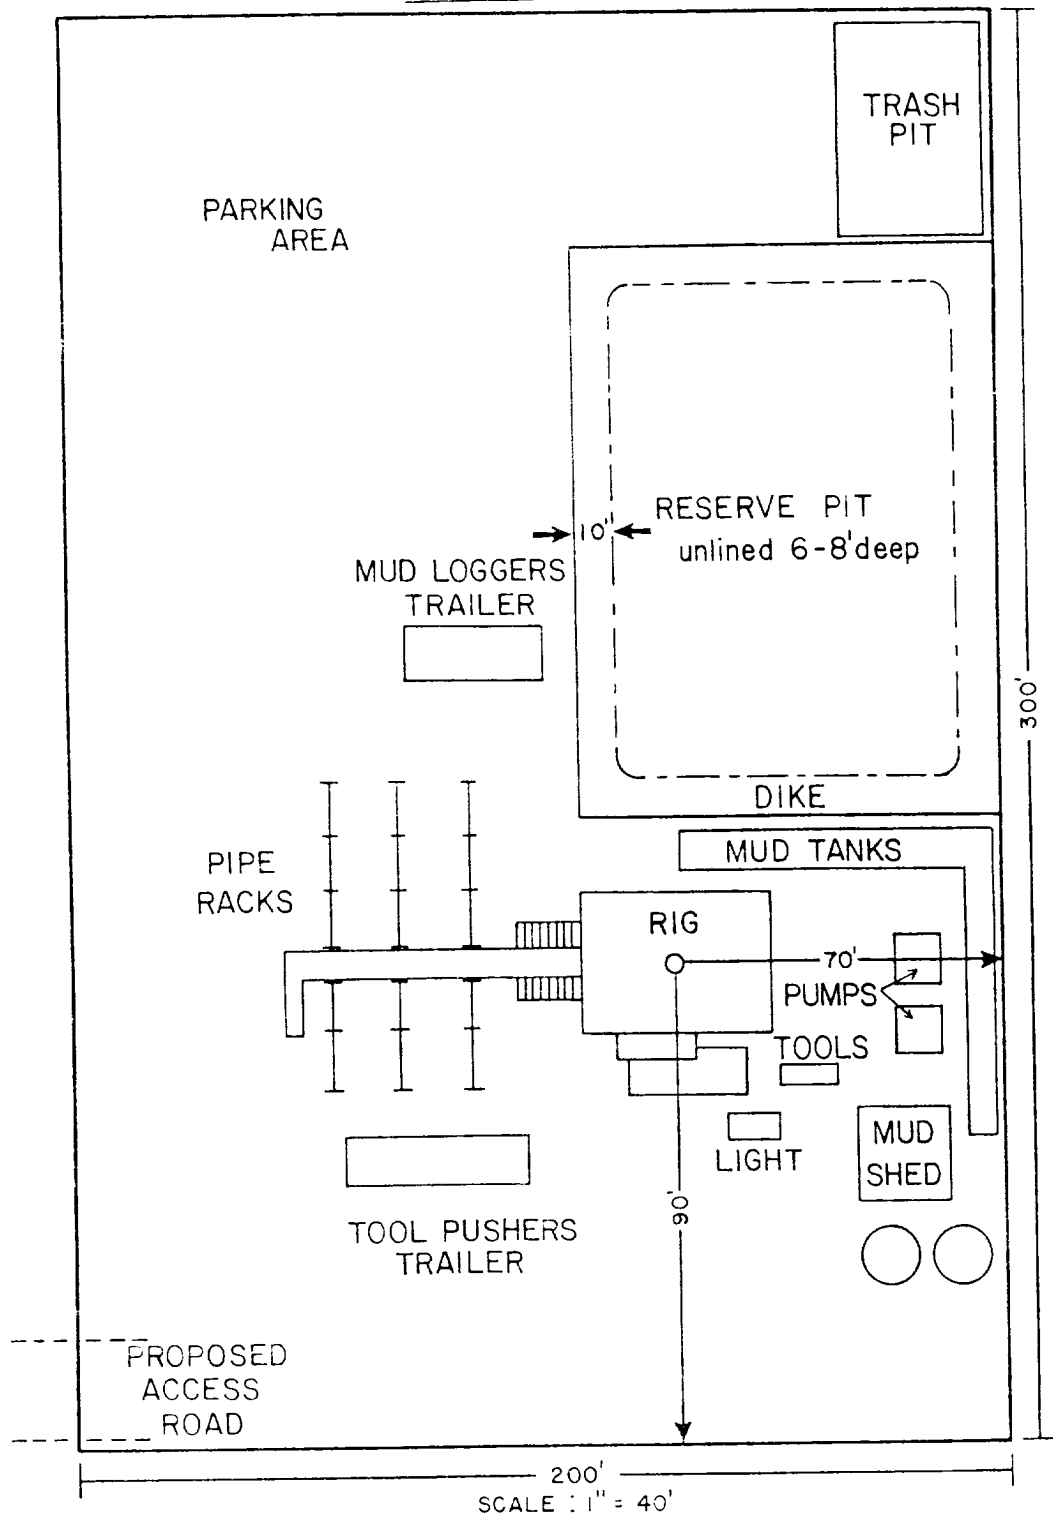 TRASH
PIT
PARKING
AREA
RESERVE PIT
10'
unlined 6-8' deep
MUD LOGGERS
TRAILER
300'
DIKE
MUD TANKS
PIPE
RACKS
RIG
70'
PUMPS
TOOLS
MUD
SHED
LIGHT
90'
TOOL PUSHERS
TRAILER
PROPOSED
ACCESS
ROAD
200'
SCALE : 1" = 40'